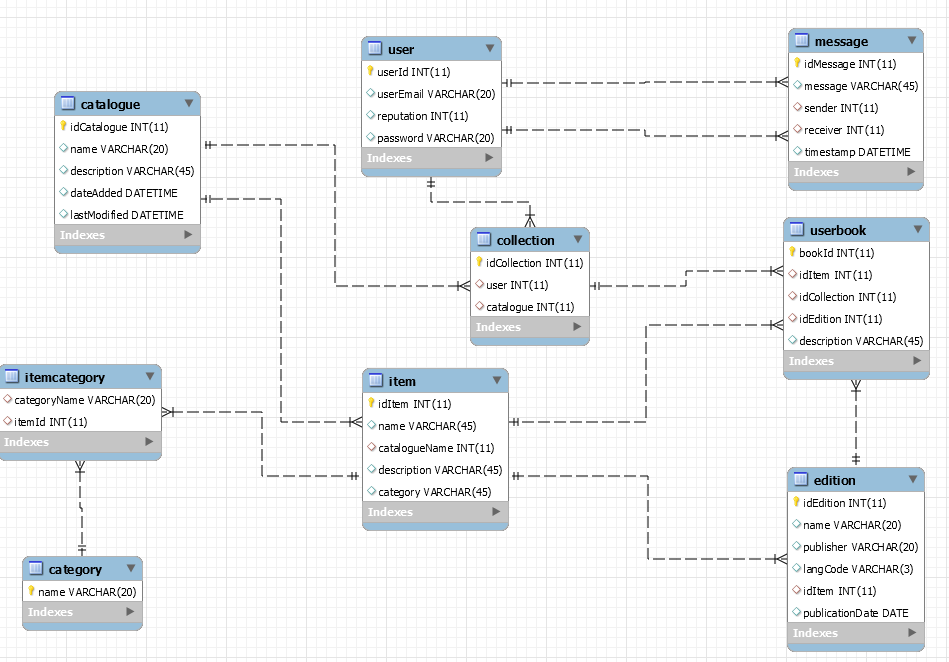 user
userId INT(11)
userEmail VARCHAR(20)
reputation INT(11)
password VARCHAR(20)
Indexes
message
idMessage INT(11)
message VARCHAR(45)
sender INT(11)
receiver INT(11)
timestamp DATETIME
Indexes
catalogue
idCatalogue INT(11)
name VARCHAR(20)
description VARCHAR(45)
dateAdded DATETIME
lastModified DATETIME
Indexes
collection
idCollection INT(11)
user INT(11)
catalogue INT(11)
Indexes
userbook
bookId INT(11)
idItem INT(11)
idCollection INT(11)
idEdition INT(11)
description VARCHAR(45)
Indexes
itemcategory
categoryName VARCHAR(20)
itemId INT(11)
Indexes
item
idItem INT(11)
name VARCHAR(45)
catalogueName INT(11)
description VARCHAR(45)
category VARCHAR(45)
Indexes
edition
idEdition INT(11)
name VARCHAR(20)
publisher VARCHAR(20)
langCode VARCHAR(3)
idItem INT(11)
publicationDate DATE
Indexes
category
name VARCHAR(20)
Indexes